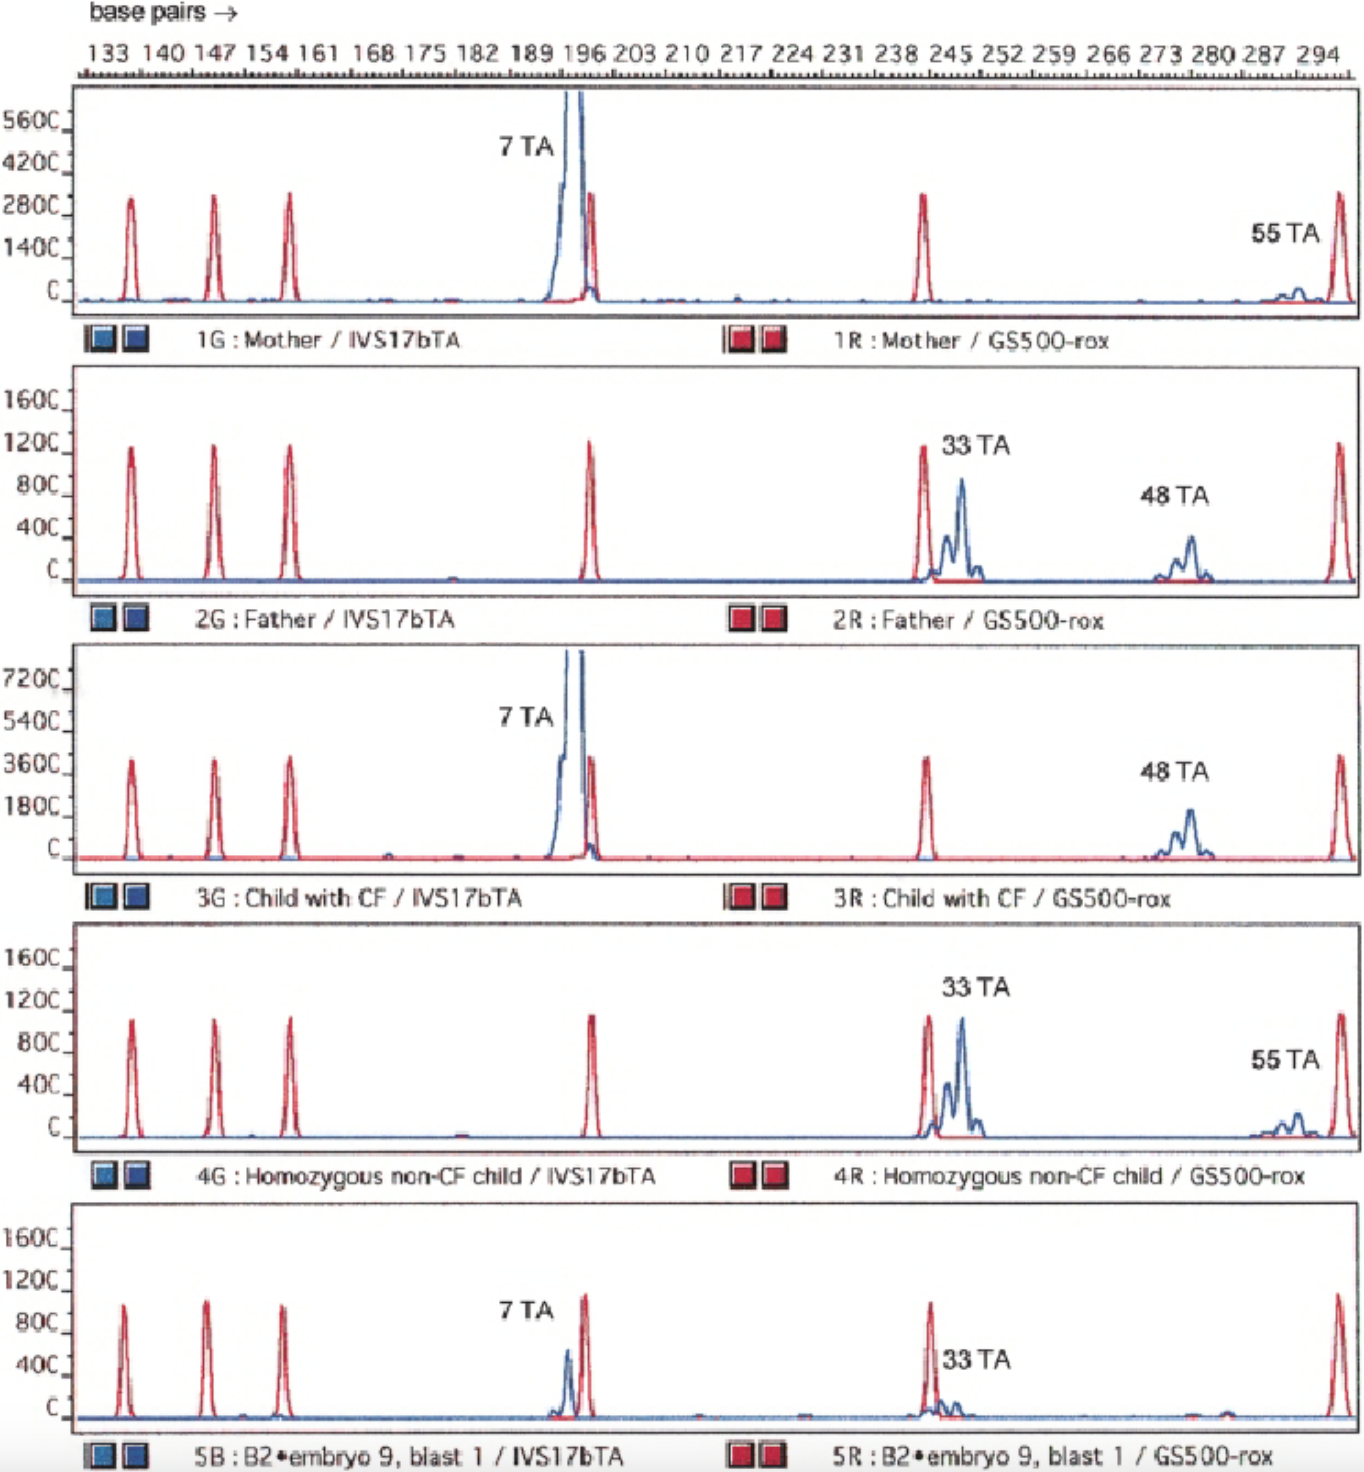 base pairs →
133 140 147 154 161 168 175 182 189 196 203 210 217 224 231 238 245 252 259 266 273 280 287 294
560C
420C
280C
140C
C
7 TA
55 TA
1G : Mother / IVS17bTA
1R : Mother / GS500-rox
160C
120C
80C
40C
C
33 TA
48 TA
2G : Father / IVS17bTA
2R : Father / GS500-rox
720C
540C
360C
180C
C
7 TA
48 TA
3G : Child with CF / IVS17bTA
3R : Child with CF / GS500-rox
160C
120C
80C
40C
C
33 TA
55 TA
4G : Homozygous non-CF child / IVS17bTA
4R : Homozygous non-CF child / GS500-rox
160C
120C
80C
40C
C
7 TA
33 TA
5B : B2•embryo 9, blast 1 / IVS17bTA
5R : B2•embryo 9, blast 1 / GS500-rox